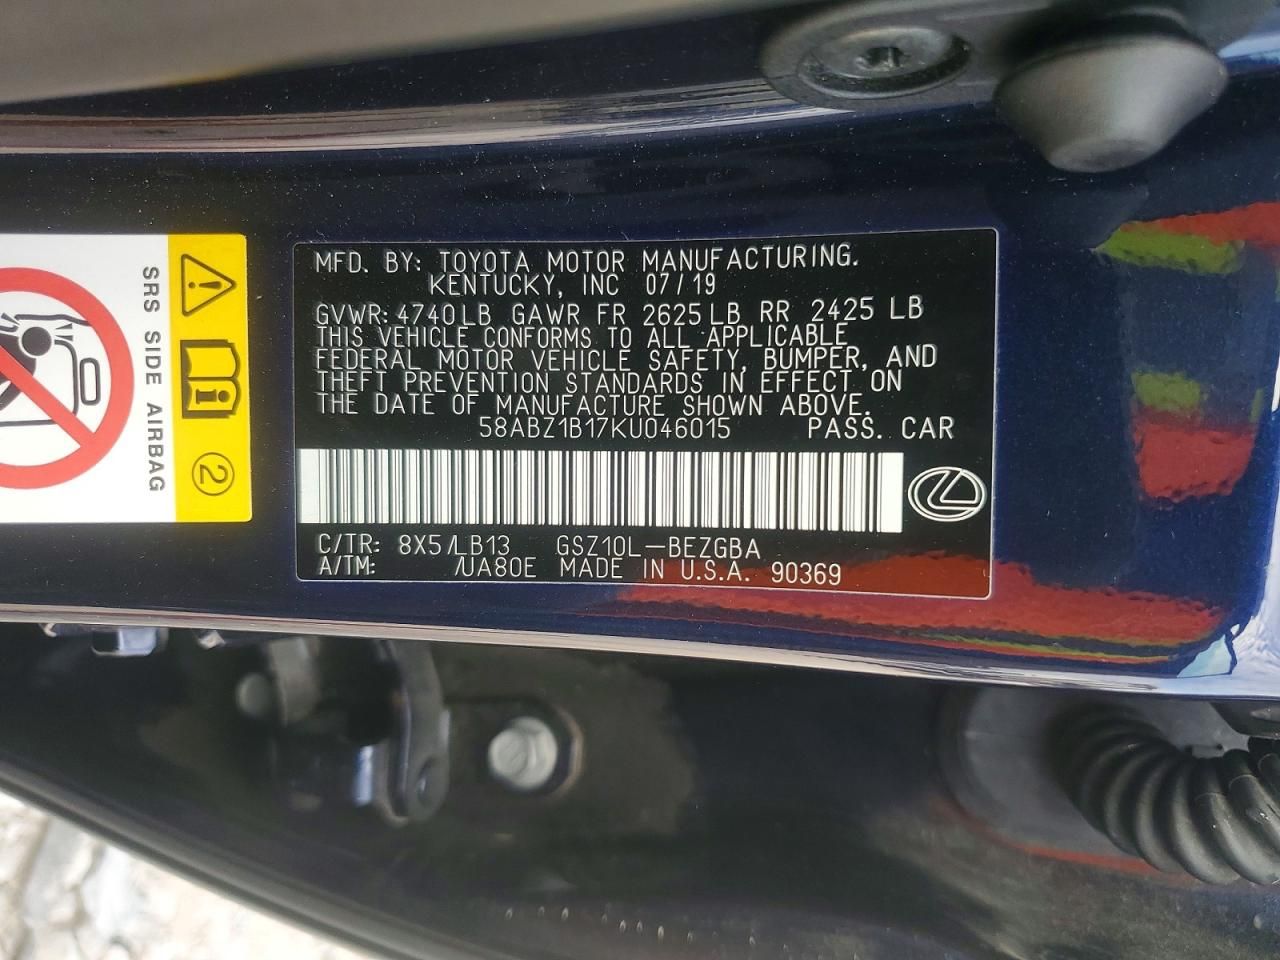 MFD. BY: TOYOTA MOTOR MANUFACTURING.
KENTUCKY, INC 07/19
GVWR: 4740LB GAWR FR 2625 LB RR 2425 LB
THIS VEHICLE CONFORMS TO ALL APPLICABLE
FEDERAL MOTOR VEHICLE SAFETY, BUMPER, AND
THEFT PREVENTION STANDARDS IN EFFECT ON
THE DATE OF MANUFACTURE SHOWN ABOVE.
58ABZ1B17KU046015 PASS. CAR
C/TR: 8X5/LB13 GSZ10L-BEZGBA
A/TM: /UA80E MADE IN U.S.A. 90369
SRS SIDE AIRBAG
2